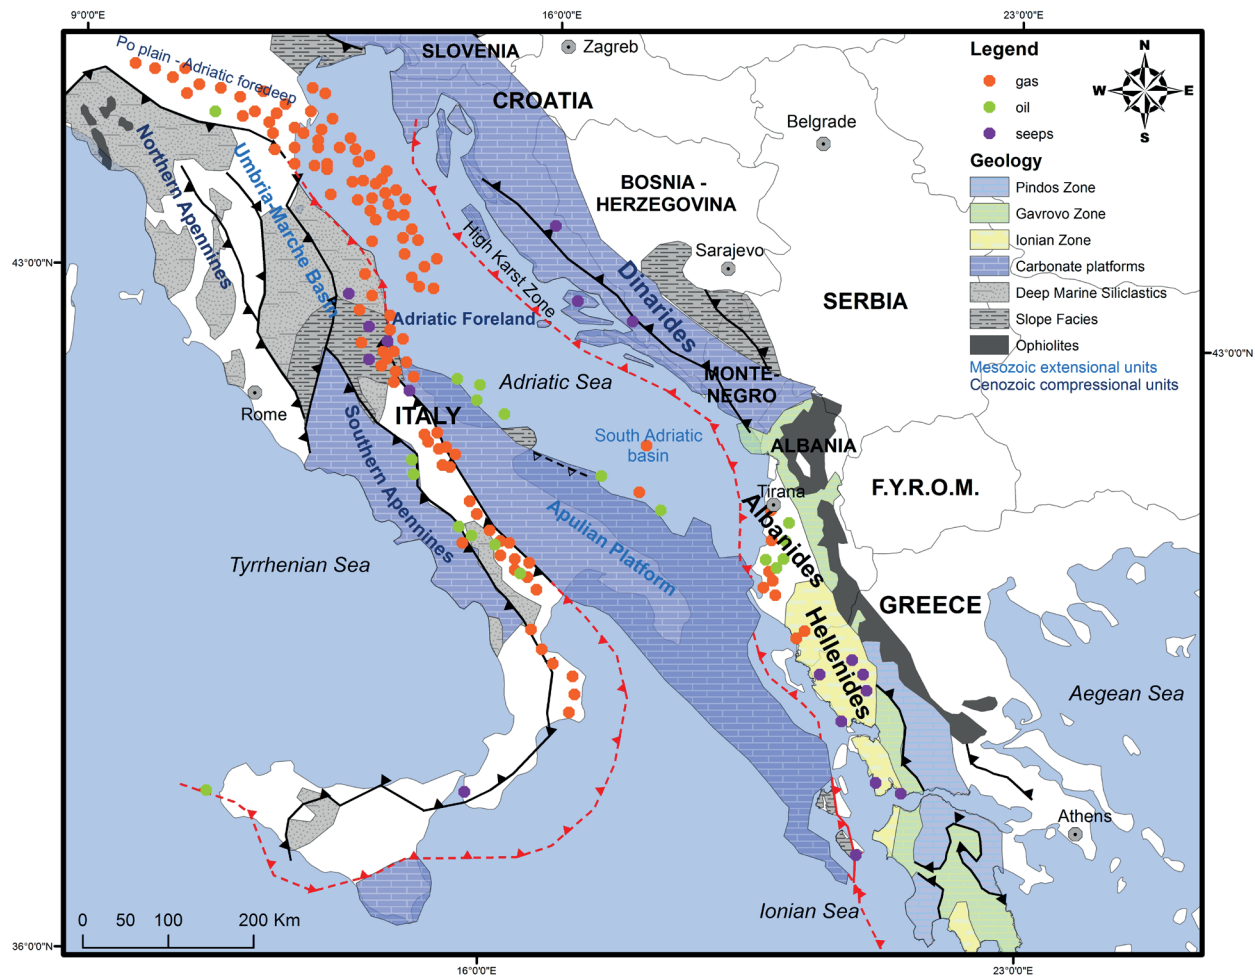 9°0'0"E
16°0'0"E
23°0'0"E
Po plain - Adriatic foredeep
SLOVENIA
Zagreb
CROATIA
Belgrade
BOSNIA -
HERZEGOVINA
Northern Apennines
Umbria-Marche Basin
High Karst Zone
Sarajevo
Dinarides
SERBIA
43°0'0"N
43°0'0"N
Adriatic Foreland
Adriatic Sea
MONTE-
NEGRO
Rome
ITALY
Southern Apennines
South Adriatic
basin
ALBANIA
Tirana
F.Y.R.O.M.
Albanides
Apulian Platform
Tyrrhenian Sea
GREECE
Hellenides
Aegean Sea
Athens
Ionian Sea
Legend
gas
oil
seeps
Geology
Pindos Zone
Gavrovo Zone
Ionian Zone
Carbonate platforms
Deep Marine Siliclastics
Slope Facies
Ophiolites
Mesozoic extensional units
Cenozoic compressional units
N
W
E
S
0 50 100 200 Km
36°0'0"N
36°0'0"N
16°0'0"E
23°0'0"E